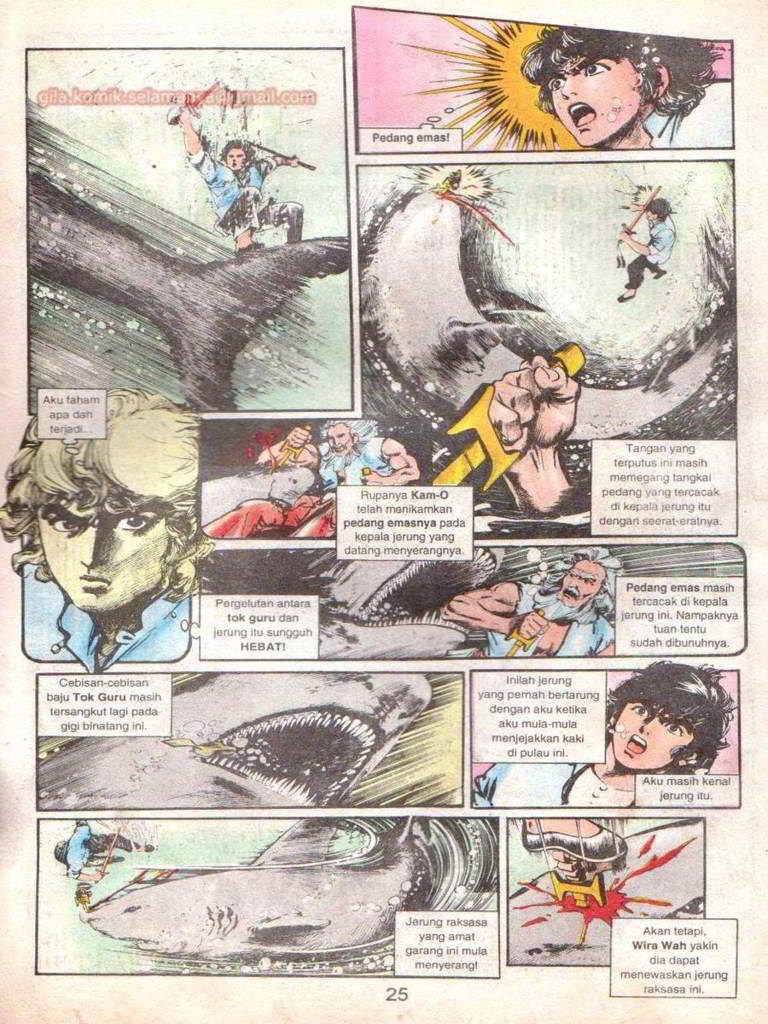 gila.komik.selamanya@gmail.com
Pedang emas!
Aku faham
apa dah
terjadi...
Tangan yang
terputus ini masih
memegang tangkai
pedang yang tercacak
di kepala jerung itu
dengan seerat-eratnya.
Rupanya Kam-O
telah menikamkan
pedang emasnya pada
kepala jerung yang
datang menyerangnya.
Pergelutan antara
tok guru dan
jerung itu sungguh
HEBAT!
Pedang emas masih
tercacak di kepala
jerung ini. Nampaknya
tuan tentu
sudah dibunuhnya.
Cebisan-cebisan
baju Tok Guru masih
tersangkut lagi pada
gigi binatang ini.
Inilah jerung
yang pernah bertarung
dengan aku ketika
aku mula-mula
menjejakkan kaki
di pulau ini.
Aku masih kenal
jerung itu.
Jerung raksasa
yang amat
garang ini mula
menyerang!
Akan tetapi,
Wira Wah yakin
dia dapat
menewaskan jerung
raksasa ini.
25